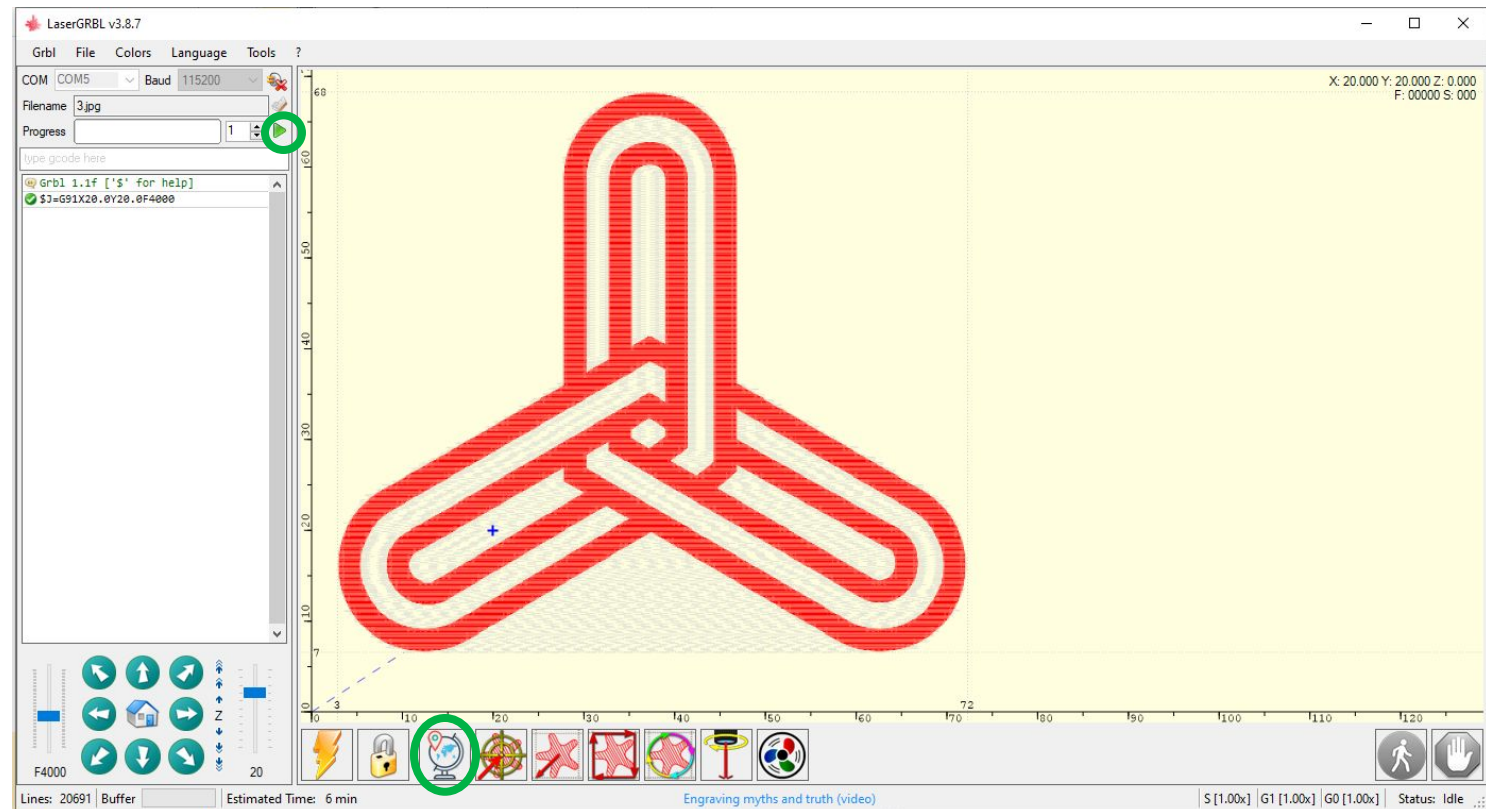 LaserGRBL v3.8.7
Grbl File Colors Language Tools ?
COM COM5 Baud 115200
Filename 3.jpg
Progress 1
type gcode here
Grbl 1.1f ['$' for help]
$J=G91X20.0Y20.0F4000
X: 20.000 Y: 20.000 Z: 0.000
F: 00000 S: 000
68
60
50
40
30
20
10
7
0
3 72
0 10 20 30 40 50 60 70 80 90 100 110 120
Z
F4000 20
Lines: 20691 Buffer Estimated Time: 6 min Engraving myths and truth (video) S [1.00x] G1 [1.00x] G0 [1.00x] Status: Idle